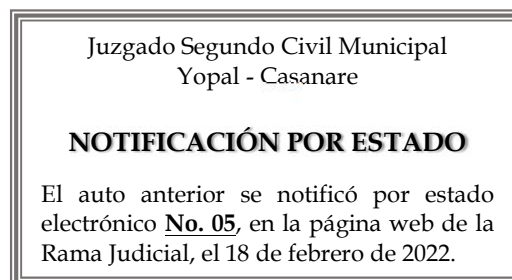 Juzgado Segundo Civil Municipal
Yopal - Casanare
NOTIFICACIÓN POR ESTADO
El auto anterior se notificó por estado
electrónico No. 05, en la página web de la
Rama Judicial, el 18 de febrero de 2022.